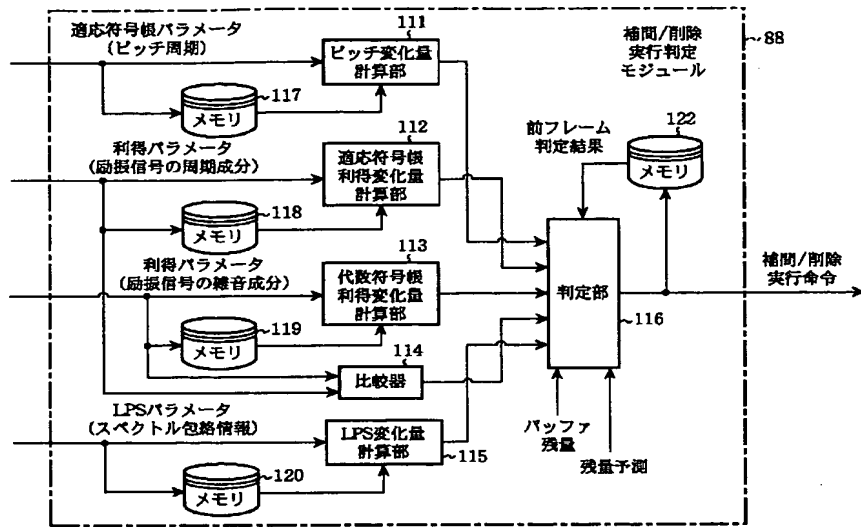 適応符号帳パラメータ
(ピッチ周期)
111
ピッチ変化量
計算部
117
メモリ
補間/削除
実行判定
モジュール
88
利得パラメータ
(励振信号の周期成分)
112
適応符号帳
利得変化量
計算部
118
メモリ
前フレーム
判定結果
122
メモリ
利得パラメータ
(励振信号の雑音成分)
113
代数符号帳
利得変化量
計算部
119
メモリ
114
比較器
判定部
116
補間/削除
実行命令
LPSパラメータ
(スペクトル包絡情報)
LPS変化量
計算部
115
120
メモリ
バッファ
残量
残量予測